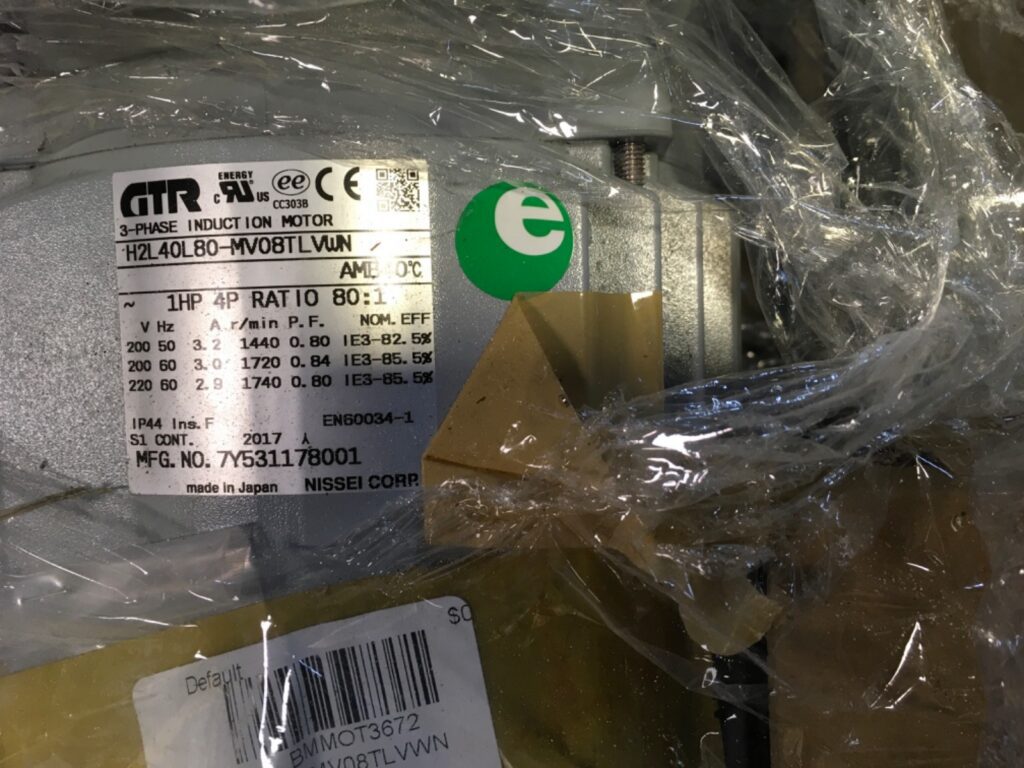 GTR ENERGY c UR US ee CC303B CE
3-PHASE INDUCTION MOTOR
H2L40L80-MV08TLVWN
~ 1HP 4P RATIO 80:1
V Hz A r/min P.F. NOM.EFF
200 50 3.2 1440 0.80 IE3-82.5%
200 60 3.0 1720 0.84 IE3-85.5%
220 60 2.9 1740 0.80 IE3-85.5%
IP44 Ins.F EN60034-1
S1 CONT. 2017
MFG.NO. 7Y531178001
made in Japan NISSEI CORP.
e
$0
Default
BMMOT3672
MV08TLVWN